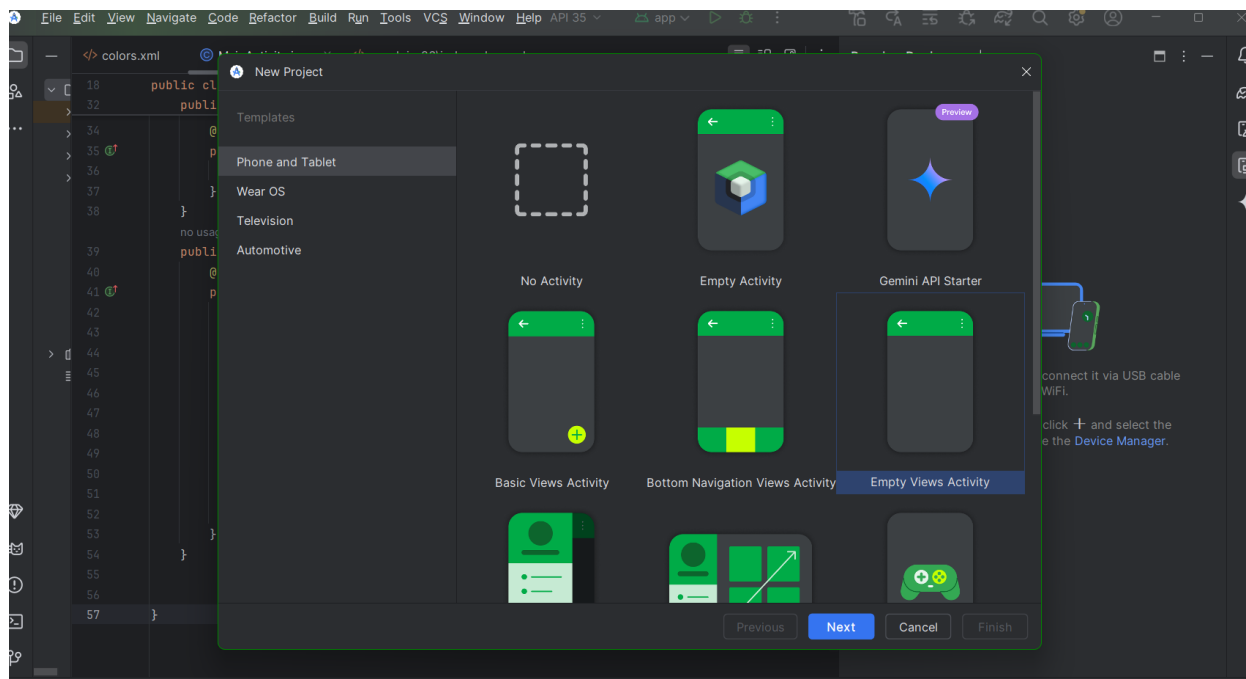 File Edit View Navigate Code Refactor Build Run Tools VCS Window Help API 35 app
colors.xml
New Project
Templates
Phone and Tablet
Wear OS
Television
Automotive
Preview
No Activity
Empty Activity
Gemini API Starter
Basic Views Activity
Bottom Navigation Views Activity
Empty Views Activity
Previous
Next
Cancel
Finish
18 public cl
32 publi
34 @
35 p
36
37 }
38 }
no usag
39 publi
40 @
41 p
42
43
44
45
46
47
48
49
50
51
52
53 }
54 }
55
56
57 }
connect it via USB cable
WiFi.
click + and select the
e the Device Manager.